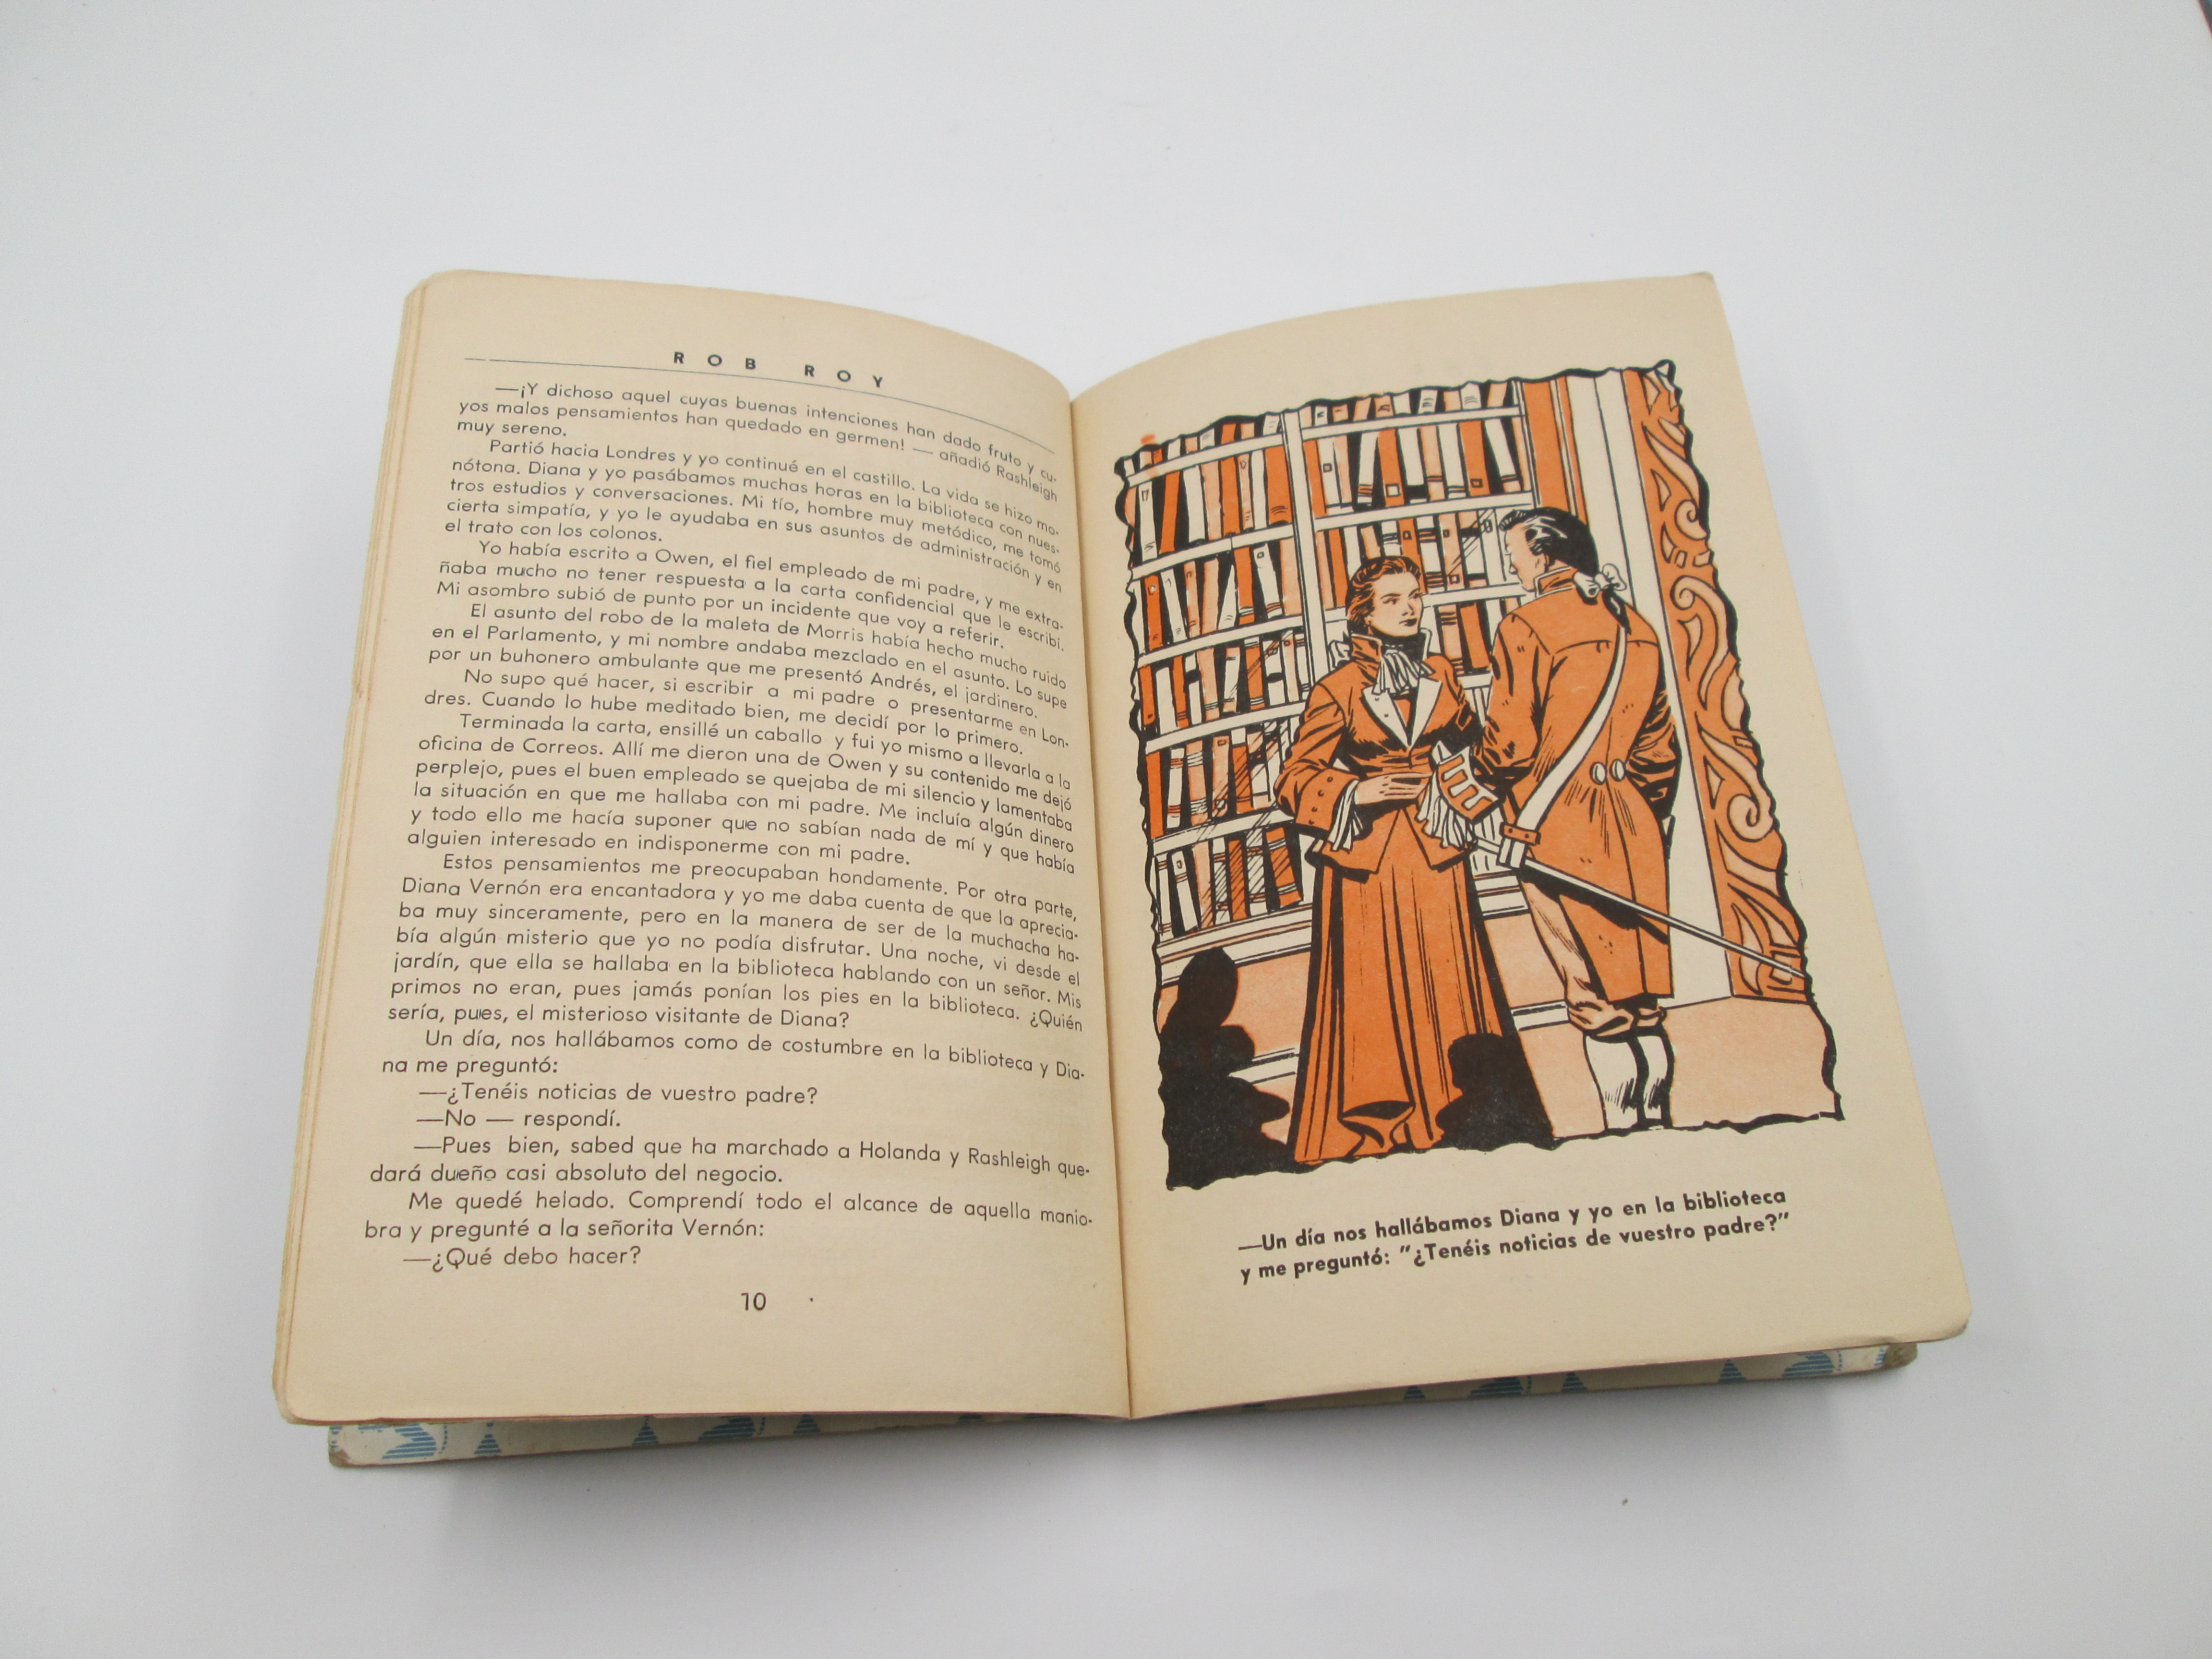 ROB ROY
—¡Y dichoso aquel cuyas buenas intenciones han dado fruto y cu-
yos malos pensamientos han quedado en germen! — añadió Rashleigh
muy sereno.
Partió hacia Londres y yo continué en el castillo. La vida se hizo mo-
nótona. Diana y yo pasábamos muchas horas en la biblioteca con nues-
tros estudios y conversaciones. Mi tío, hombre muy metódico, me tomó
cierta simpatía, y yo le ayudaba en sus asuntos de administración y en
el trato con los colonos.
Yo había escrito a Owen, el fiel empleado de mi padre, y me extra-
ñaba mucho no tener respuesta a la carta confidencial que le escribí.
Mi asombro subió de punto por un incidente que voy a referir.
El asunto del robo de la maleta de Morris había hecho mucho ruido
en el Parlamento, y mi nombre andaba mezclado en el asunto. Lo supe
por un buhonero ambulante que me presentó Andrés, el jardinero.
No supo qué hacer, si escribir a mi padre o presentarme en Lon-
dres. Cuando lo hube meditado bien, me decidí por lo primero.
Terminada la carta, ensillé un caballo y fui yo mismo a llevarla a la
oficina de Correos. Allí me dieron una de Owen y su contenido me dejó
perplejo, pues el buen empleado se quejaba de mi silencio y lamentaba
la situación en que me hallaba con mi padre. Me incluía algún dinero
y todo ello me hacía suponer que no sabían nada de mí y que había
alguien interesado en indisponerme con mi padre.
Estos pensamientos me preocupaban hondamente. Por otra parte,
Diana Vernón era encantadora y yo me daba cuenta de que la aprecia-
ba muy sinceramente, pero en la manera de ser de la muchacha ha-
bía algún misterio que yo no podía disfrutar. Una noche, vi desde el
jardín, que ella se hallaba en la biblioteca hablando con un señor. Mis
primos no eran, pues jamás ponían los pies en la biblioteca. ¿Quién
sería, pues, el misterioso visitante de Diana?
Un día, nos hallábamos como de costumbre en la biblioteca y Dia-
na me preguntó:
—¿Tenéis noticias de vuestro padre?
—No — respondí.
—Pues bien, sabed que ha marchado a Holanda y Rashleigh que-
dará dueño casi absoluto del negocio.
Me quedé helado. Comprendí todo el alcance de aquella manio-
bra y pregunté a la señorita Vernón:
—¿Qué debo hacer?
10
—Un día nos hallábamos Diana y yo en la biblioteca
y me preguntó: "¿Tenéis noticias de vuestro padre?"